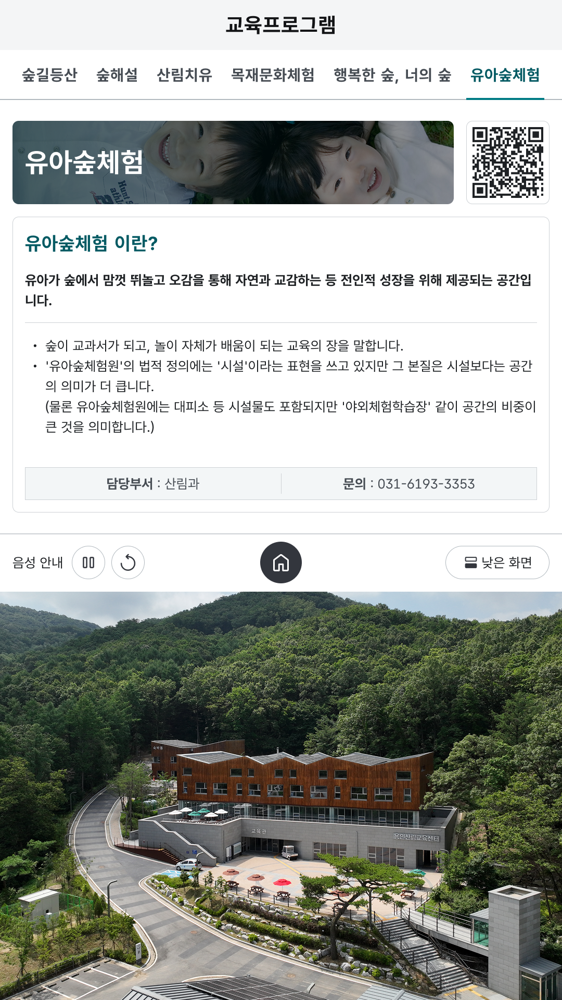 교육프로그램
숲길등산 숲해설 산림치유 목재문화체험 행복한 숲, 너의 숲 유아숲체험
유아숲체험
유아숲체험 이란?
유아가 숲에서 맘껏 뛰놀고 오감을 통해 자연과 교감하는 등 전인적 성장을 위해 제공되는 공간입
니다.
• 숲이 교과서가 되고, 놀이 자체가 배움이 되는 교육의 장을 말합니다.
• '유아숲체험원'의 법적 정의에는 '시설'이라는 표현을 쓰고 있지만 그 본질은 시설보다는 공간
의 의미가 더 큽니다.
(물론 유아숲체험원에는 대피소 등 시설물도 포함되지만 '야외체험학습장' 같이 공간의 비중이
큰 것을 의미합니다.)
담당부서 : 산림과 문의 : 031-6193-3353
음성 안내 낮은 화면
숙박동
교육관
용인산림교육센터